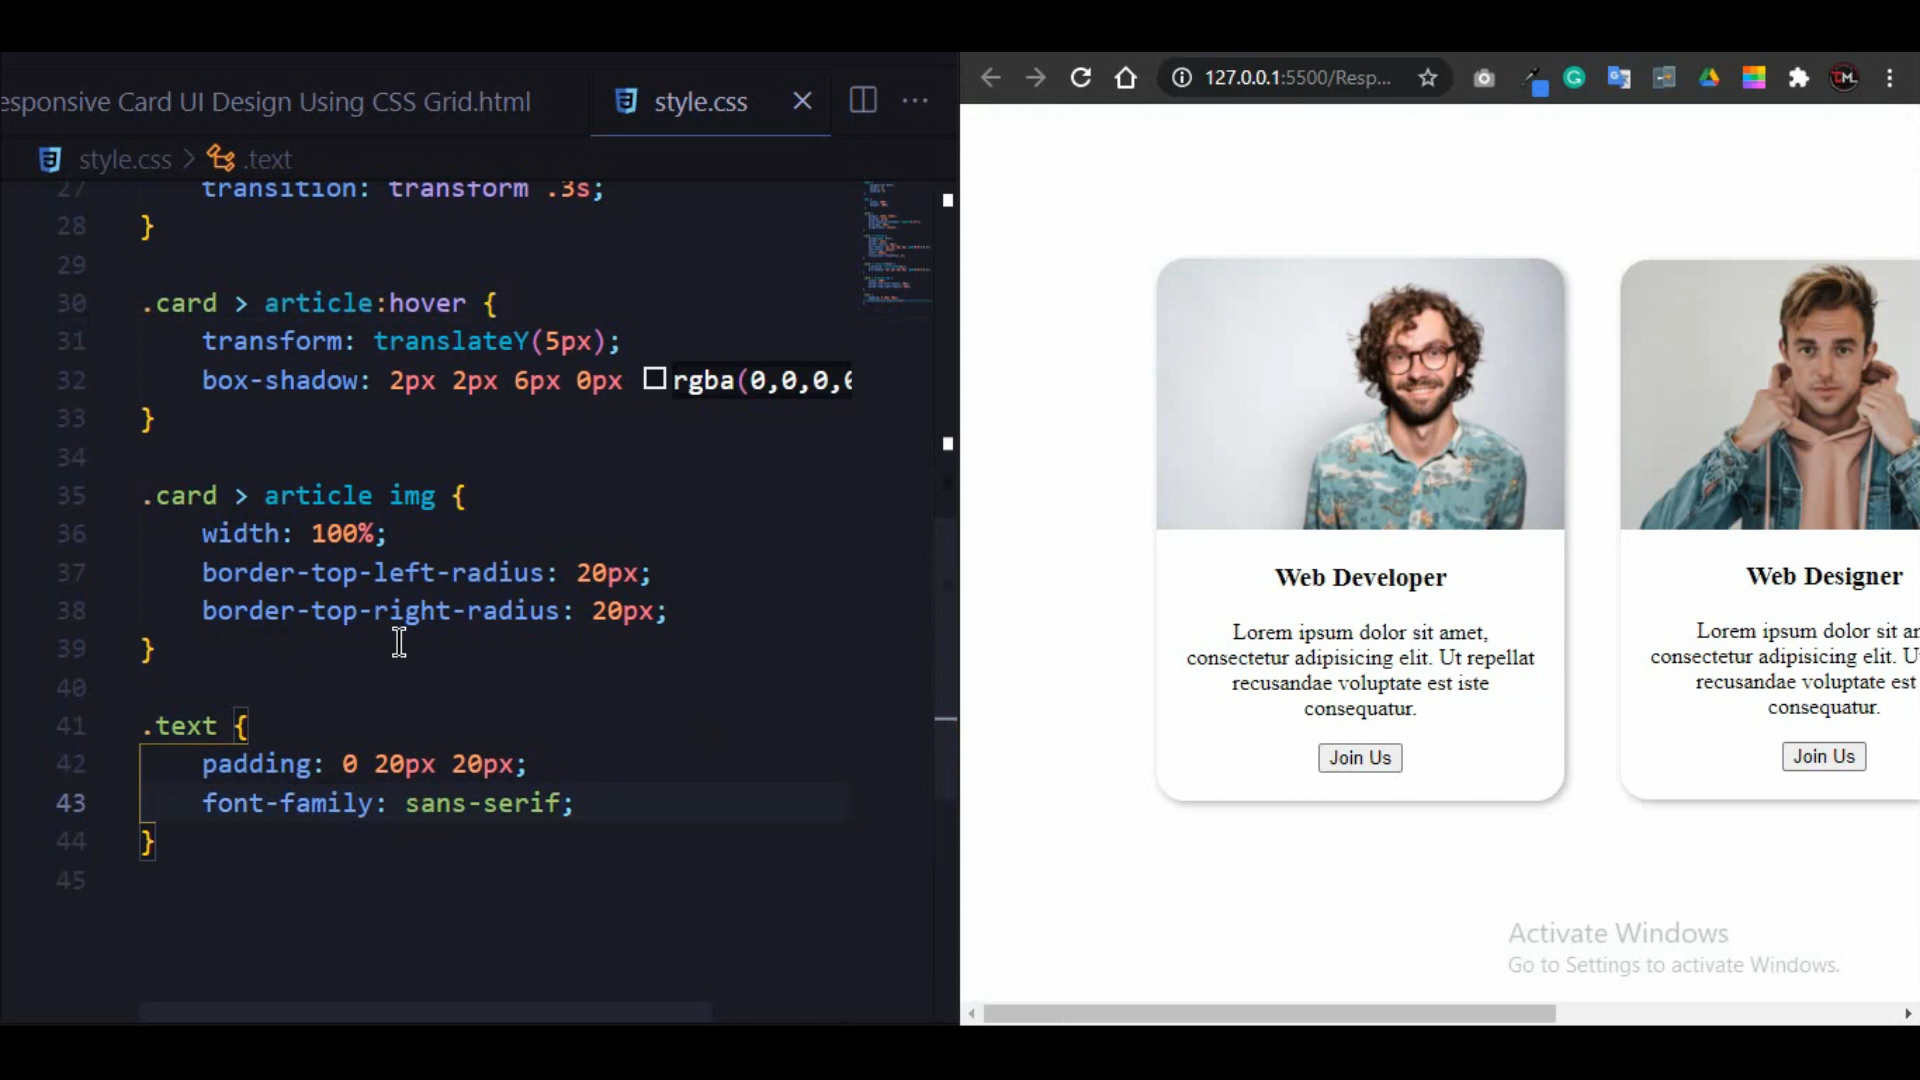 esponsive Card UI Design Using CSS Grid.html
style.css
style.css > .text
27 transition: transform .3s;
28 }
29
30 .card > article:hover {
31 transform: translateY(5px);
32 box-shadow: 2px 2px 6px 0px rgba(0,0,0,0
33 }
34
35 .card > article img {
36 width: 100%;
37 border-top-left-radius: 20px;
38 border-top-right-radius: 20px;
39 }
40
41 .text {
42 padding: 0 20px 20px;
43 font-family: sans-serif;
44 }
45
127.0.0.1:5500/Resp...
TML
Web Developer
Lorem ipsum dolor sit amet,
consectetur adipisicing elit. Ut repellat
recusandae voluptate est iste
consequatur.
Join Us
Web Designer
Lorem ipsum dolor sit ar
consectetur adipisicing elit. U
recusandae voluptate est
consequatur.
Join Us
Activate Windows
Go to Settings to activate Windows.